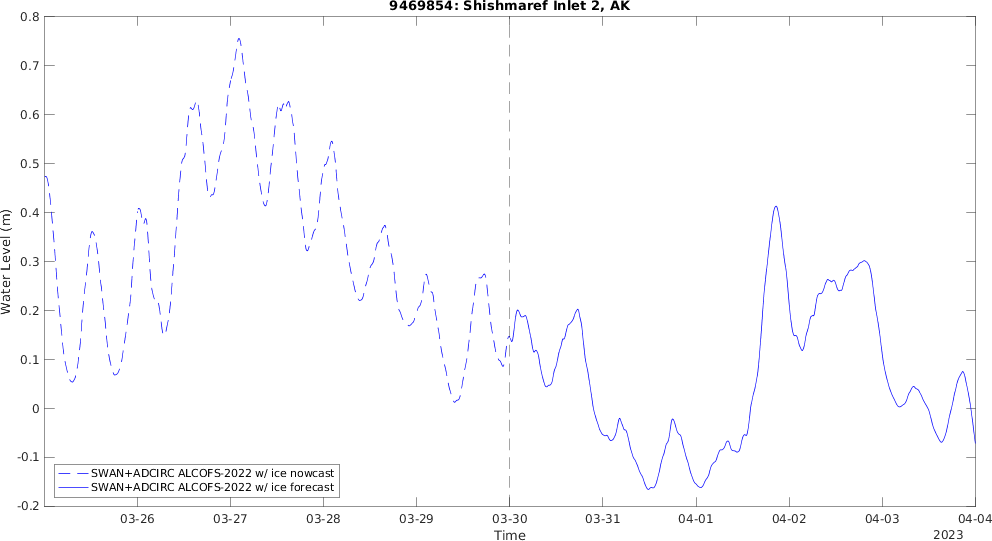 9469854: Shishmaref Inlet 2, AK
0.8
0.7
0.6
0.5
0.4
0.3
0.2
0.1
0
-0.1
-0.2
Water Level (m)
SWAN+ADCIRC ALCOFS-2022 w/ ice nowcast
SWAN+ADCIRC ALCOFS-2022 w/ ice forecast
03-26 03-27 03-28 03-29 03-30 03-31 04-01 04-02 04-03 04-04
Time
2023